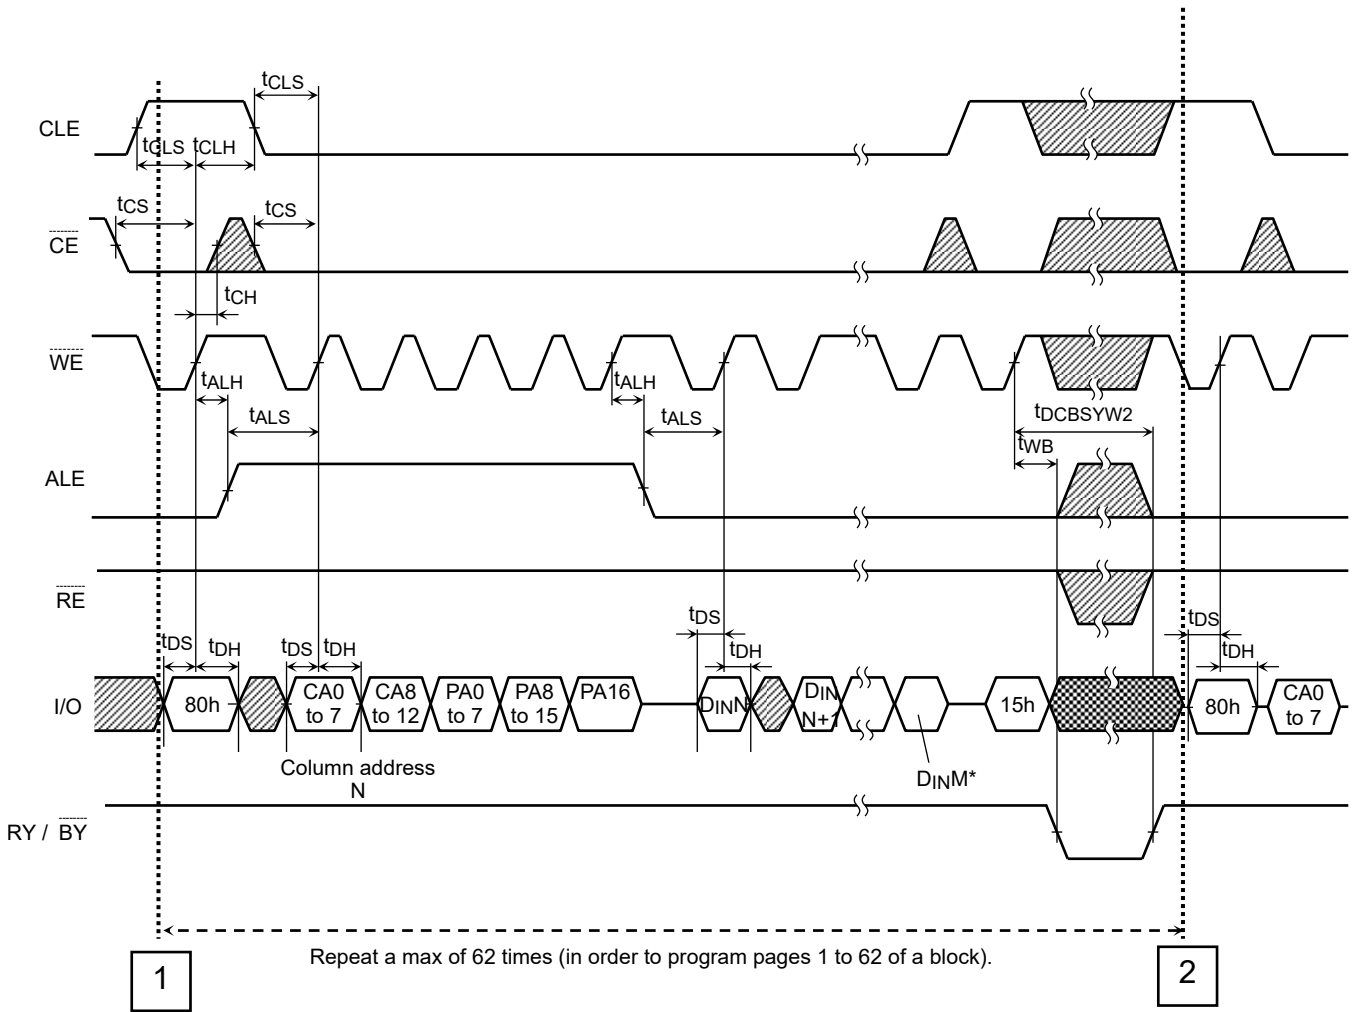 tCLS
CLE
tCLS tCLH
tCS
tCS
CE
tCH
WE
tALH
tALH
tALS
tALS
tDCBSYW2
tWB
ALE
RE
tDS
tDH
tDS
tDH
tDS
tDH
tDS
tDH
I/O
80h
CA0
to 7
CA8
to 12
PA0
to 7
PA8
to 15
PA16
DINN
DIN
N+1
15h
80h
CA0
to 7
Column address
N
DINM*
RY / BY
Repeat a max of 62 times (in order to program pages 1 to 62 of a block).
1
2